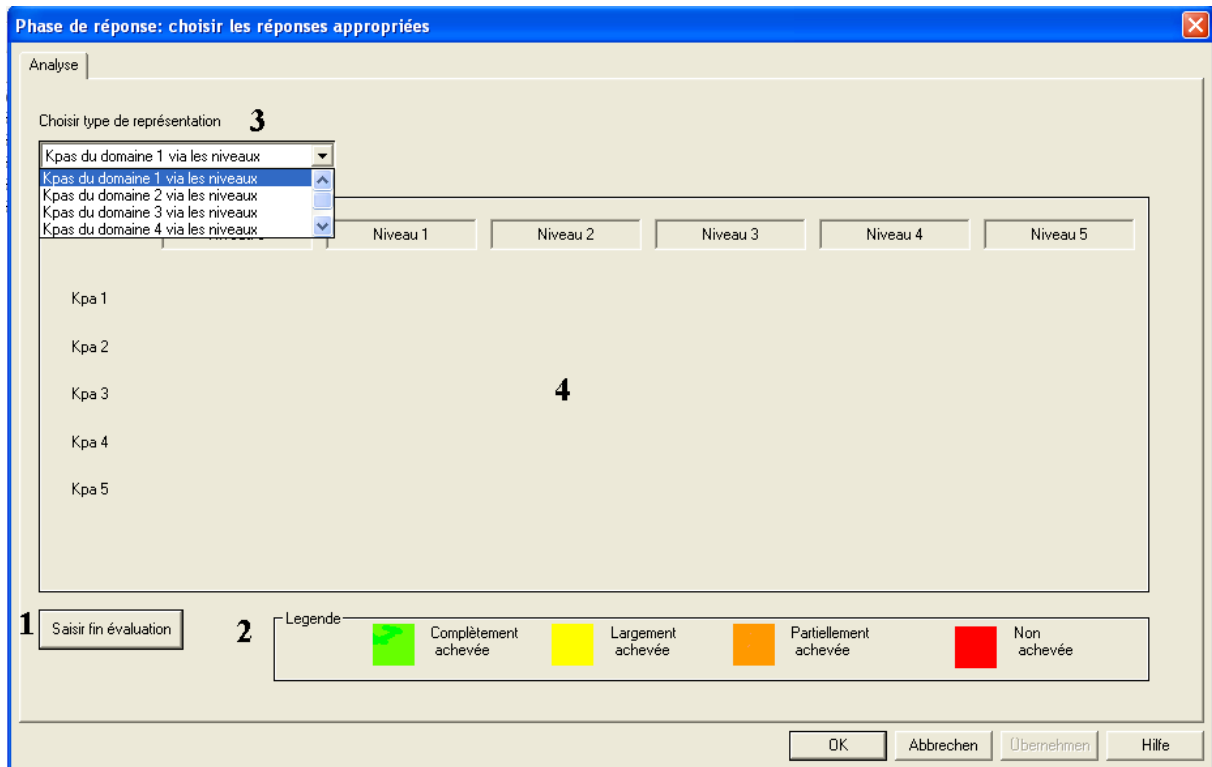 Phase de réponse: choisir les réponses appropriées
Analyse
Choisir type de représentation 3
Kpas du domaine 1 via les niveaux
Kpas du domaine 1 via les niveaux
Kpas du domaine 2 via les niveaux
Kpas du domaine 3 via les niveaux
Kpas du domaine 4 via les niveaux
Niveau 1 Niveau 2 Niveau 3 Niveau 4 Niveau 5
Kpa 1
Kpa 2
Kpa 3
4
Kpa 4
Kpa 5
1 Saisir fin évaluation
2
Legende
Complètement achevée
Largement achevée
Partiellement achevée
Non achevée
OK Abbrechen Übernehmen Hilfe